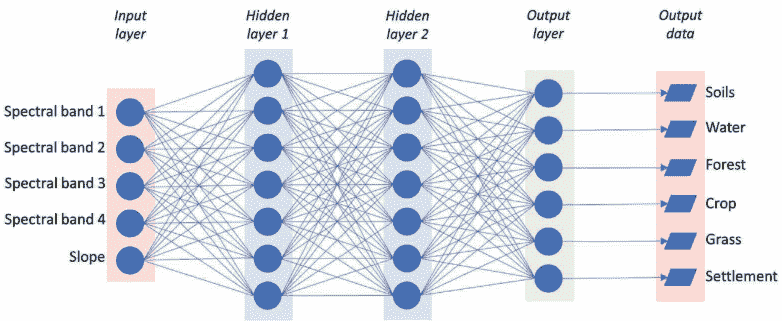 Input layer
Hidden layer 1
Hidden layer 2
Output layer
Output data
Spectral band 1
Spectral band 2
Spectral band 3
Spectral band 4
Slope
Soils
Water
Forest
Crop
Grass
Settlement